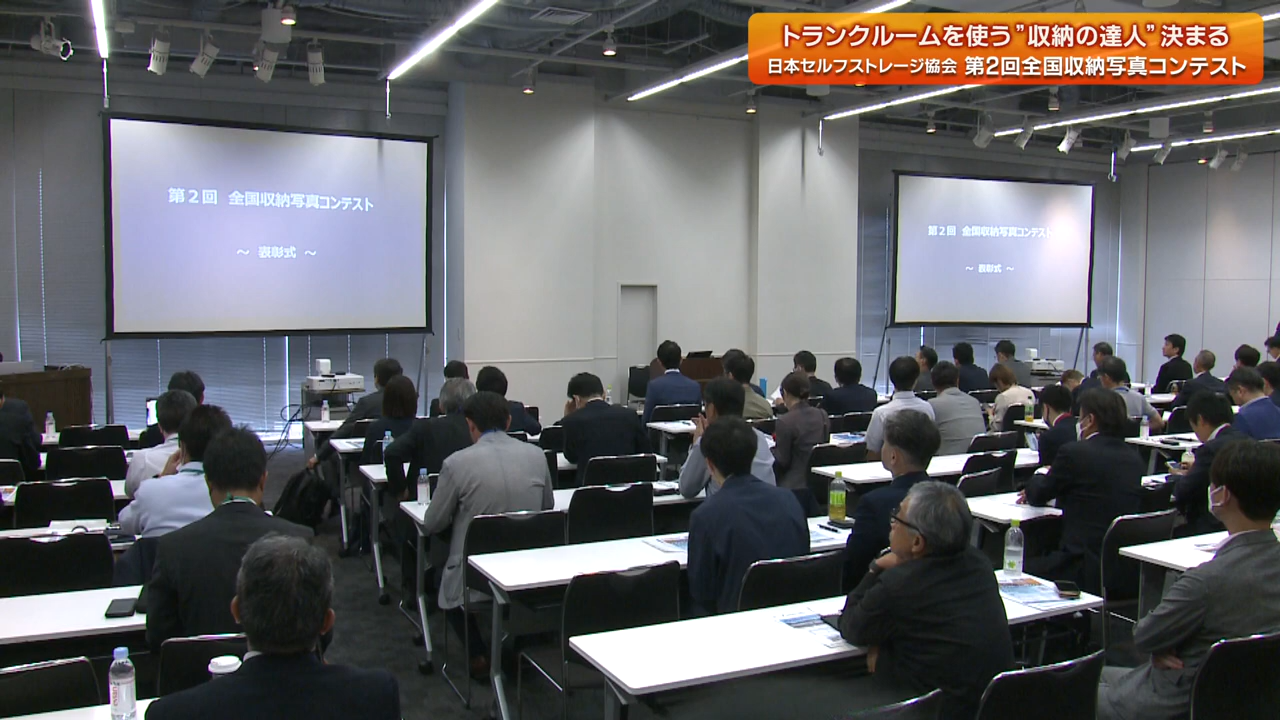 トランクルームを使う"収納の達人"決まる
日本セルフストレージ協会 第2回全国収納写真コンテスト
第２回 全国収納写真コンテスト
～ 表彰式 ～
第２回 全国収納写真コンテスト
～ 表彰式 ～